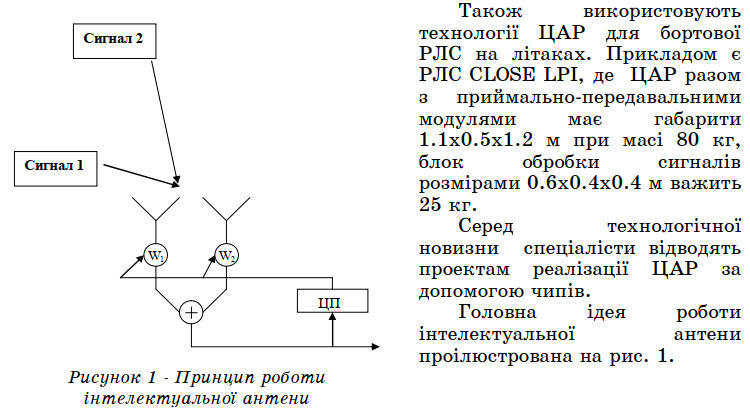 Сигнал 2
Сигнал 1
W1
W2
ЦП
+
Рисунок 1 - Принцип роботи
інтелектуальної антени
Також використовують
технології ЦАР для бортової
РЛС на літаках. Прикладом є
РЛС CLOSE LPI, де ЦАР разом
з приймально-передавальними
модулями має габарити
1.1x0.5x1.2 м при масі 80 кг,
блок обробки сигналів
розмірами 0.6x0.4x0.4 м важить
25 кг.
Серед технологічної
новизни спеціалісти відводять
проектам реалізації ЦАР за
допомогою чипів.
Головна ідея роботи
інтелектуальної антени
проілюстрована на рис. 1.